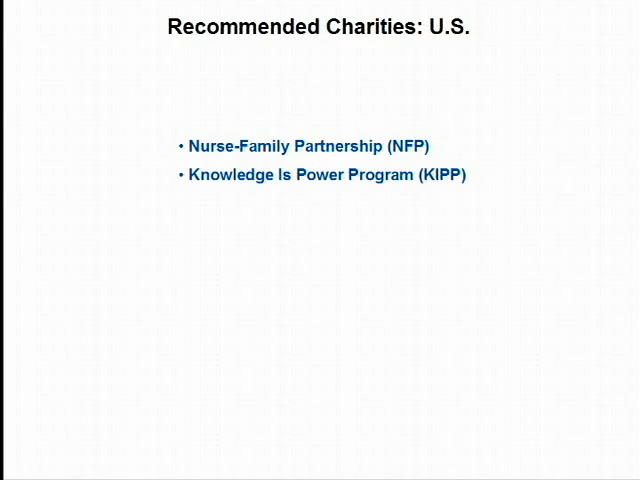 Recommended Charities: U.S.
• Nurse-Family Partnership (NFP)
• Knowledge Is Power Program (KIPP)